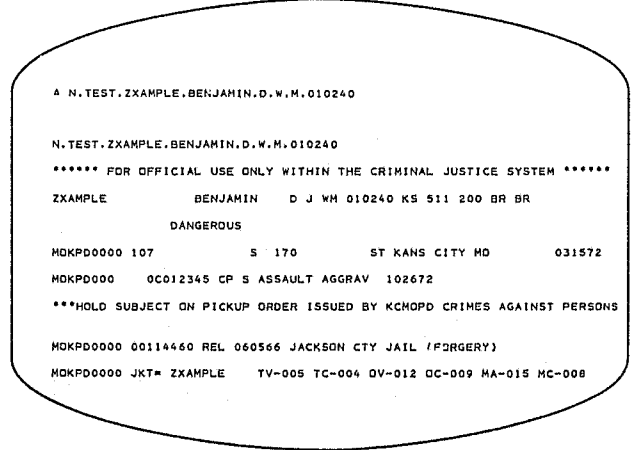 Δ N.TEST.ZXAMPLE.BENJAMIN.D.W.M.010240
N.TEST.ZXAMPLE.BENJAMIN.D.W.M.010240
****** FOR OFFICIAL USE ONLY WITHIN THE CRIMINAL JUSTICE SYSTEM ******
ZXAMPLE BENJAMIN D J WM 010240 KS 511 200 BR BR
DANGEROUS
MOKPD0000 107 S 170 ST KANS CITY MO 031572
MOKPD000 OC012345 CP S ASSAULT AGGRAV 102672
***HOLD SUBJECT ON PICKUP ORDER ISSUED BY KCMOPD CRIMES AGAINST PERSONS
MOKPD0000 00114460 REL 060566 JACKSON CTY JAIL (FORGERY)
MOKPD0000 JKT= ZXAMPLE TV-005 TC-004 OV-012 OC-009 MA-015 MC-008